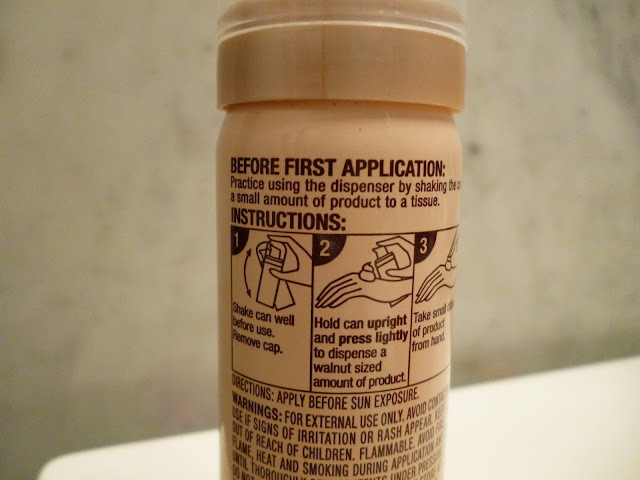 BEFORE FIRST APPLICATION:
Practice using the dispenser by shaking the
a small amount of product to a tissue.
INSTRUCTIONS:
1
Shake can well
before use.
Remove cap.
2
Hold can upright
and press lightly
to dispense a
walnut sized
amount of product.
3
Take small
of product
from hand.
DIRECTIONS: APPLY BEFORE SUN EXPOSURE.
WARNINGS: FOR EXTERNAL USE ONLY. AVOID
USE IF SIGNS OF IRRITATION OR RASH APPEAR.
OUT OF REACH OF CHILDREN. FLAMMABLE. AVOID
FLAME, HEAT AND SMOKING DURING APPLICATION
UNTIL THOROUGHLY UNDER
DO NOT